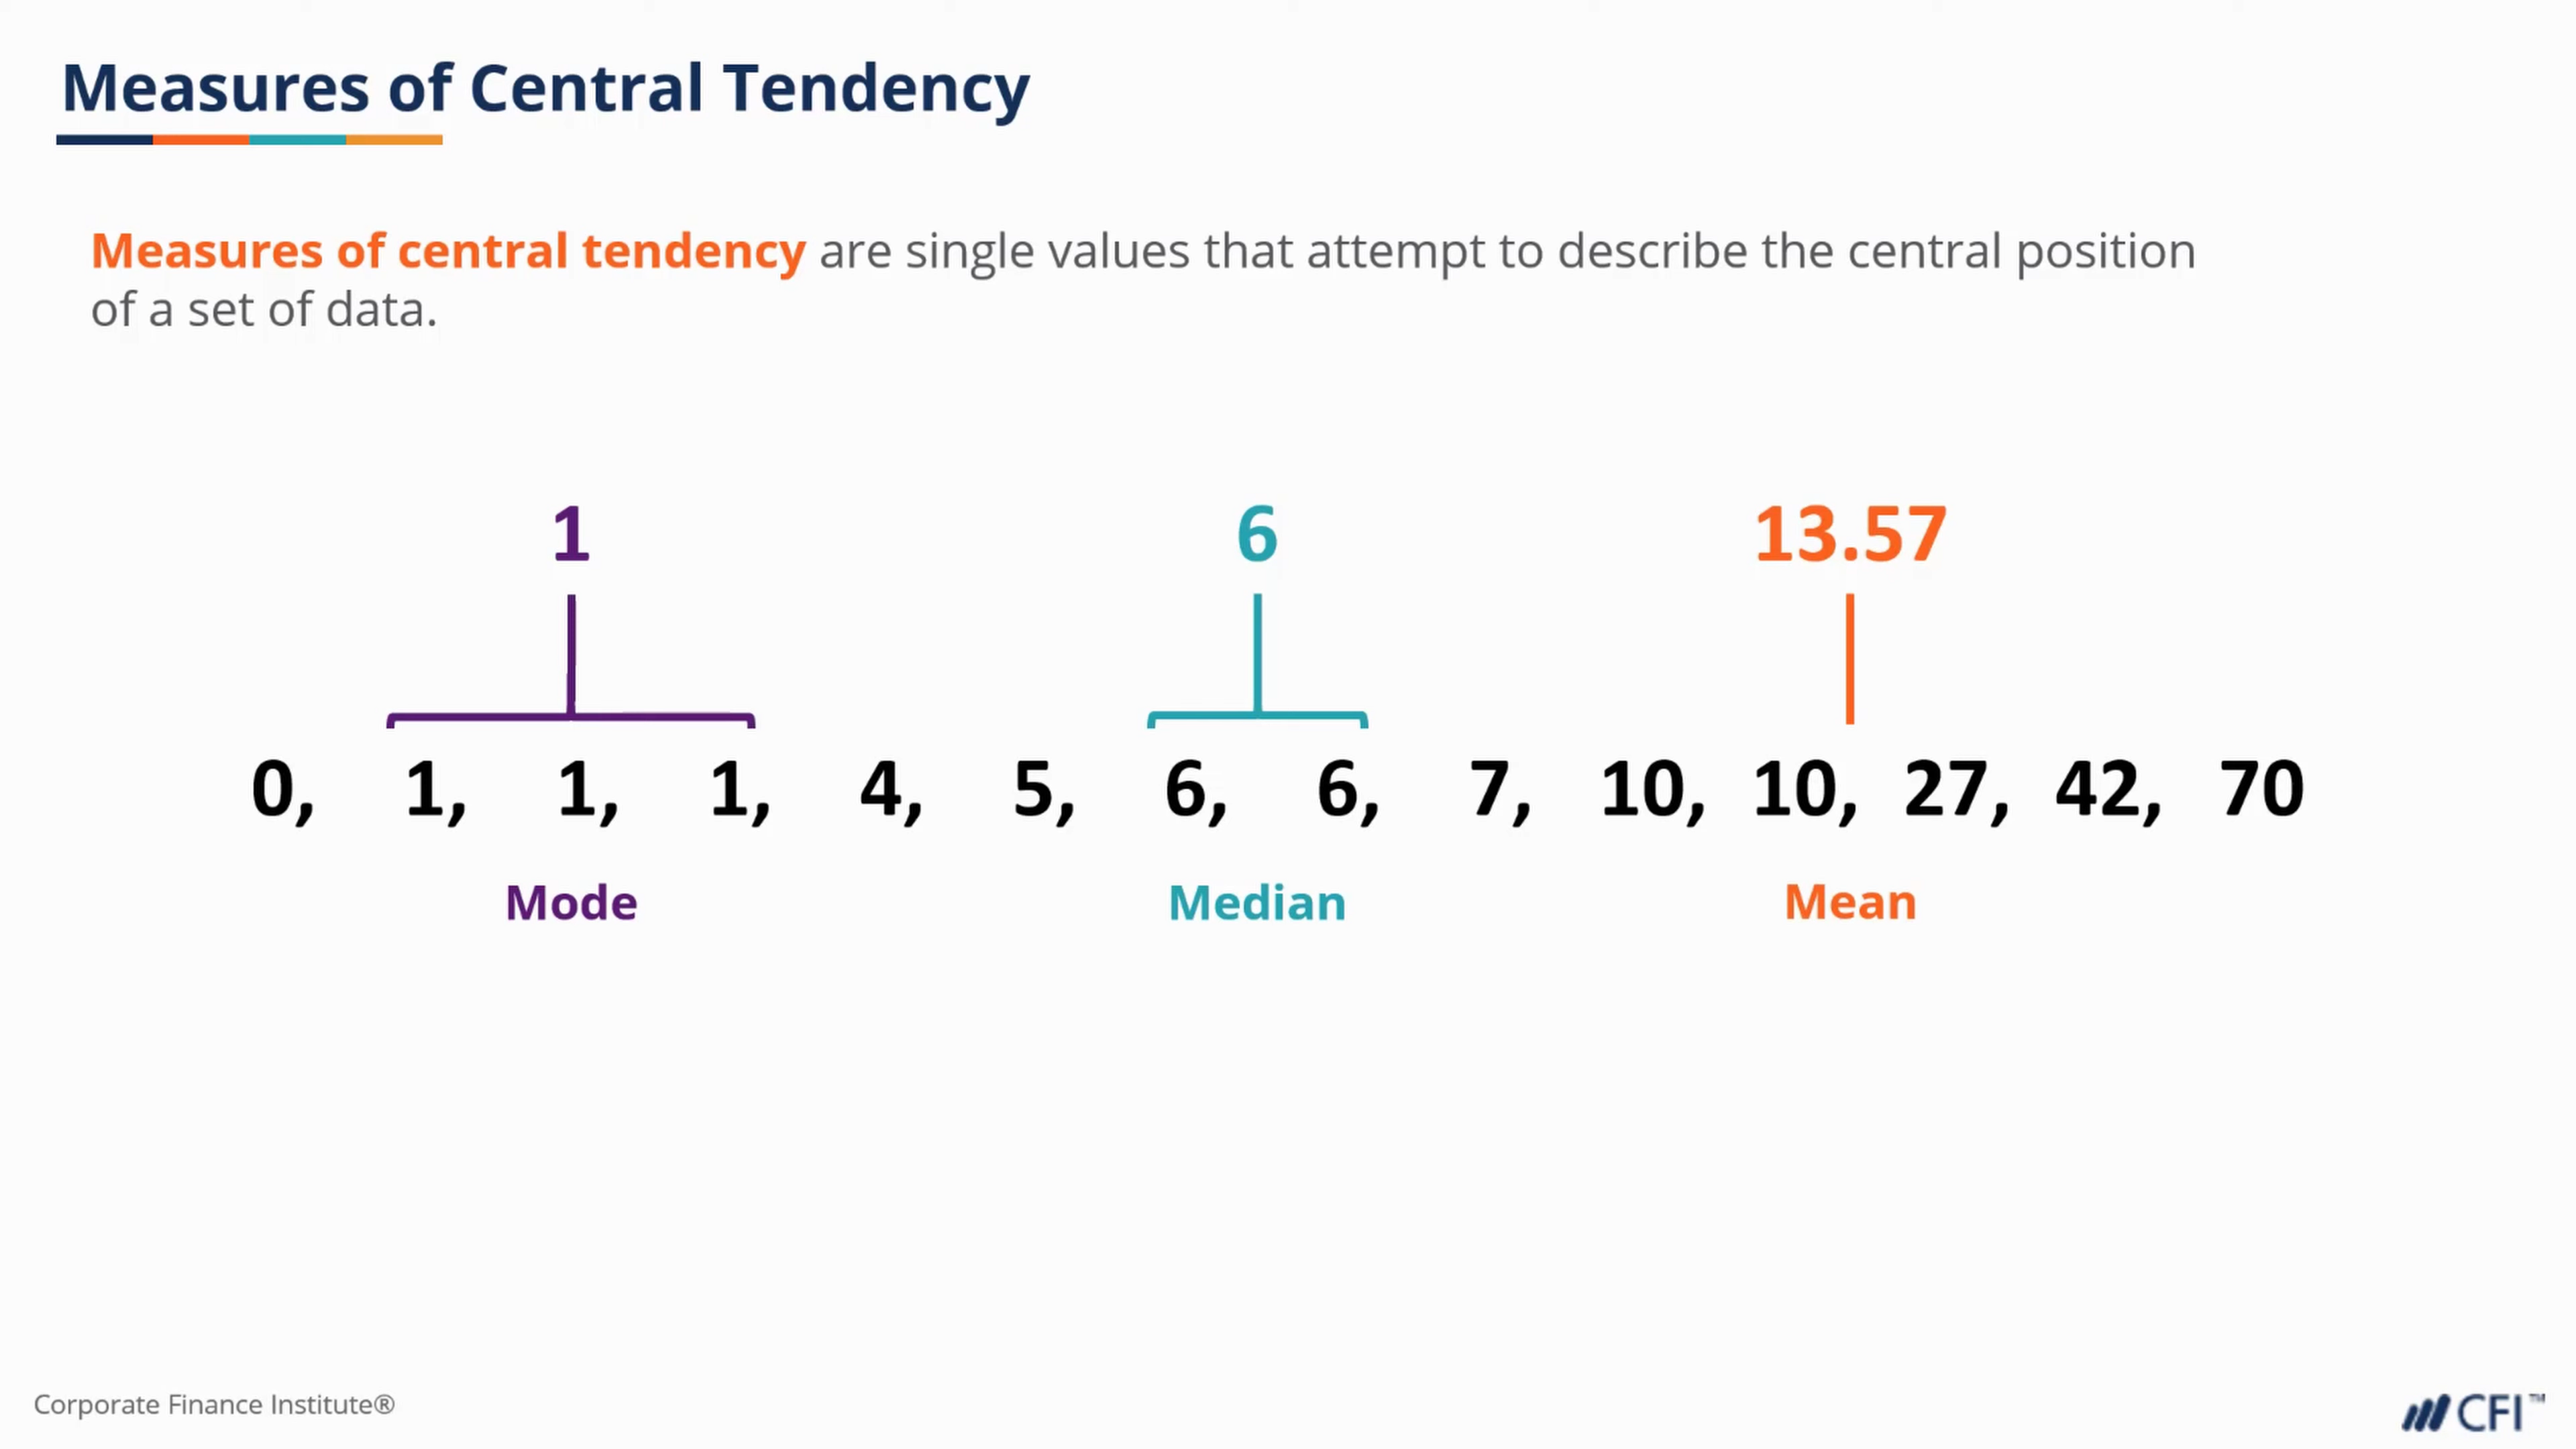 Measures of Central Tendency
Measures of central tendency are single values that attempt to describe the central position
of a set of data.
1 6 13.57
0, 1, 1, 1, 4, 5, 6, 6, 7, 10, 10, 27, 42, 70
Mode Median Mean
Corporate Finance Institute®
CFI™